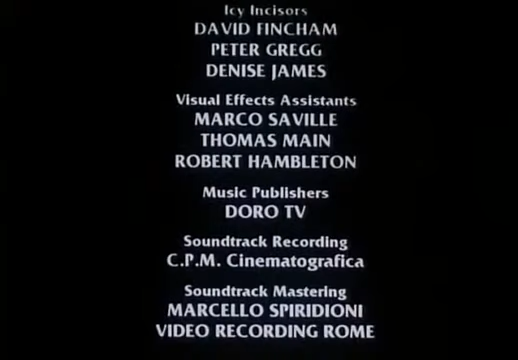 Icy Incisors
DAVID FINCHAM
PETER GREGG
DENISE JAMES
Visual Effects Assistants
MARCO SAVILLE
THOMAS MAIN
ROBERT HAMBLETON
Music Publishers
DORO TV
Soundtrack Recording
C.P.M. Cinematografica
Soundtrack Mastering
MARCELLO SPIRIDIONI
VIDEO RECORDING ROME